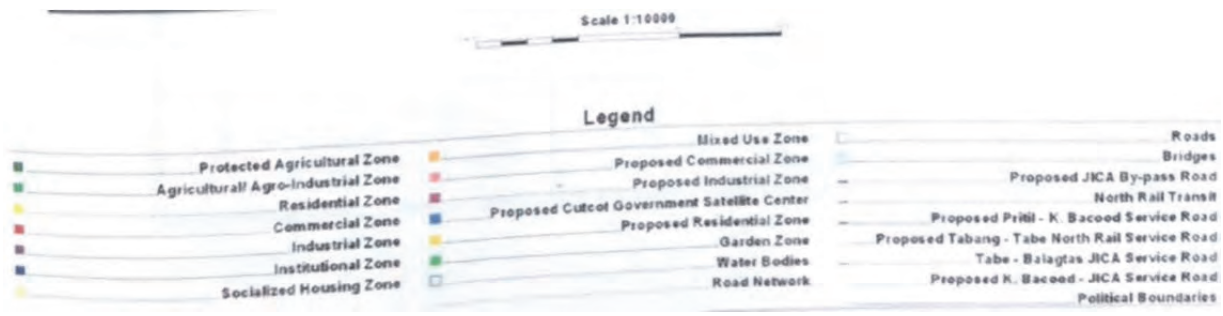 Scale 1:10000
Legend
Protected Agricultural Zone
Agricultural/ Agro-Industrial Zone
Residential Zone
Commercial Zone
Industrial Zone
Institutional Zone
Socialized Housing Zone
Mixed Use Zone
Proposed Commercial Zone
Proposed Industrial Zone
Proposed Cutcot Government Satellite Center
Proposed Residential Zone
Garden Zone
Water Bodies
Road Network
Roads
Bridges
Proposed JICA By-pass Road
North Rail Transit
Proposed Pritil - K. Bacood Service Road
Proposed Tabang - Tabe North Rail Service Road
Tabe - Balagtas JICA Service Road
Proposed K. Bacood - JICA Service Road
Political Boundaries